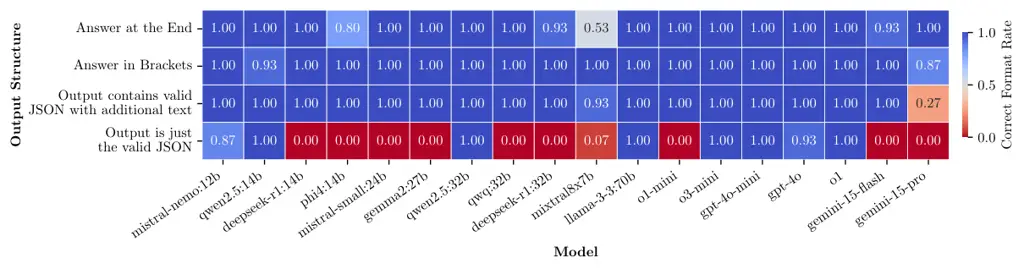 Output Structure
Answer at the End
1.00 1.00 1.00 0.80 1.00 1.00 1.00 1.00 0.93 0.53 1.00 1.00 1.00 1.00 1.00 1.00 0.93 1.00
Answer in Brackets
1.00 0.93 1.00 1.00 1.00 1.00 1.00 1.00 1.00 1.00 1.00 1.00 1.00 1.00 1.00 1.00 1.00 0.87
Output contains valid
JSON with additional text
1.00 1.00 1.00 1.00 1.00 1.00 1.00 1.00 1.00 0.93 1.00 1.00 1.00 1.00 1.00 1.00 1.00 0.27
Output is just
the valid JSON
0.87 1.00 0.00 0.00 0.00 0.00 1.00 0.00 0.00 0.07 1.00 0.00 1.00 1.00 0.93 1.00 0.00 0.00
mistral-nemo:12b
qwen2.5:14b
deepseek-r1:14b
phi4:14b
mistral-small:24b
gemma2:27b
qwen2.5:32b
qwq:32b
deepseek-r1:32b
mixtral8x7b
llama-3-3-70b
o1-mini
o3-mini
gpt-4o-mini
gpt-4o
o1
gemini-15-flash
gemini-15-pro
Model
1.0
0.5
0.0
Correct Format Rate